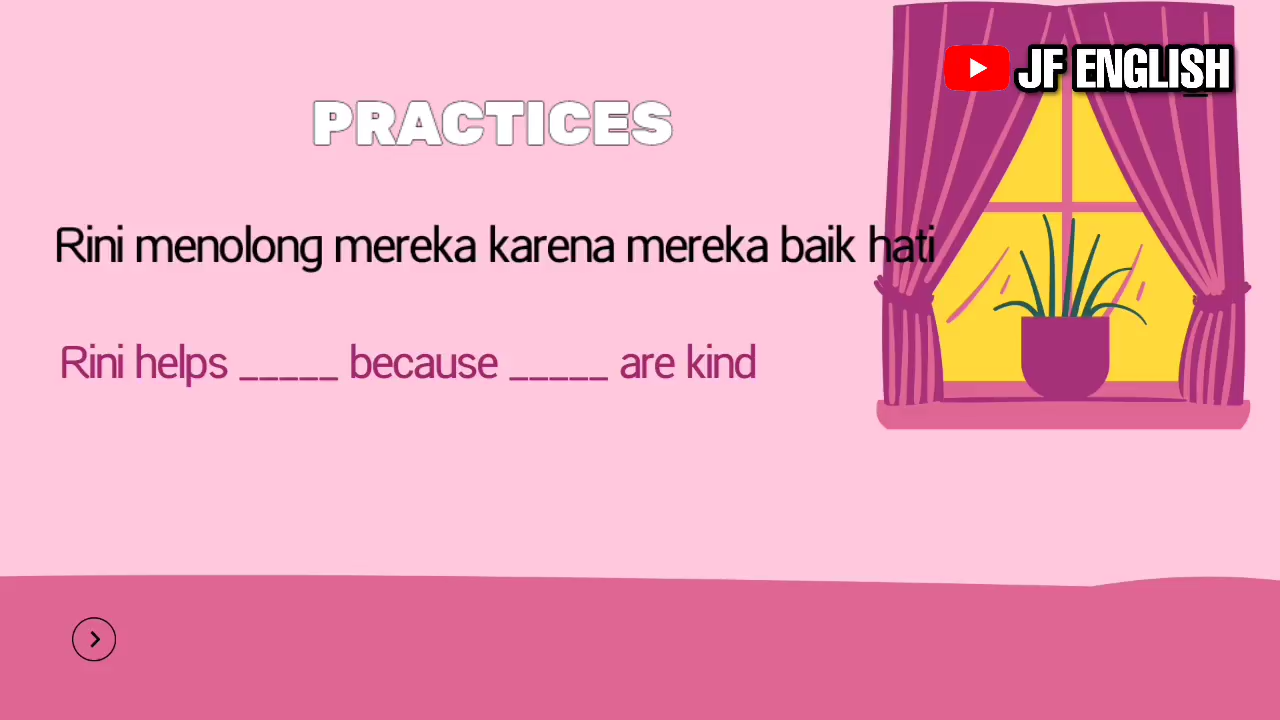 JF ENGLISH
PRACTICES
Rini menolong mereka karena mereka baik hati
Rini helps _____ because _____ are kind